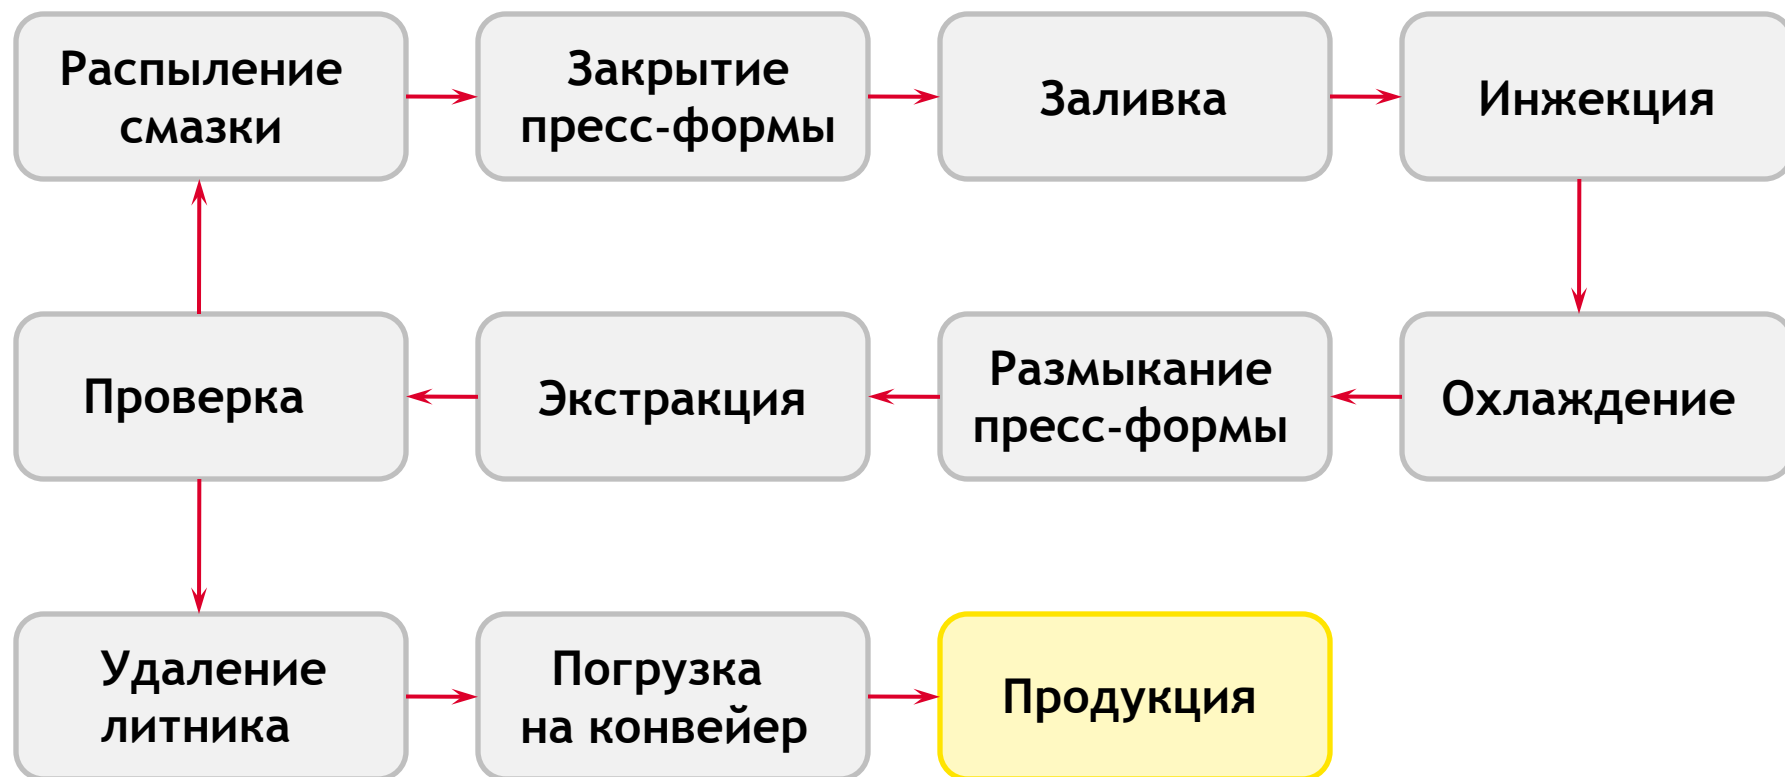 Распыление
смазки
Закрытие
пресс-формы
Заливка
Инжекция
Проверка
Экстракция
Размыкание
пресс-формы
Охлаждение
Удаление
литника
Погрузка
на конвейер
Продукция